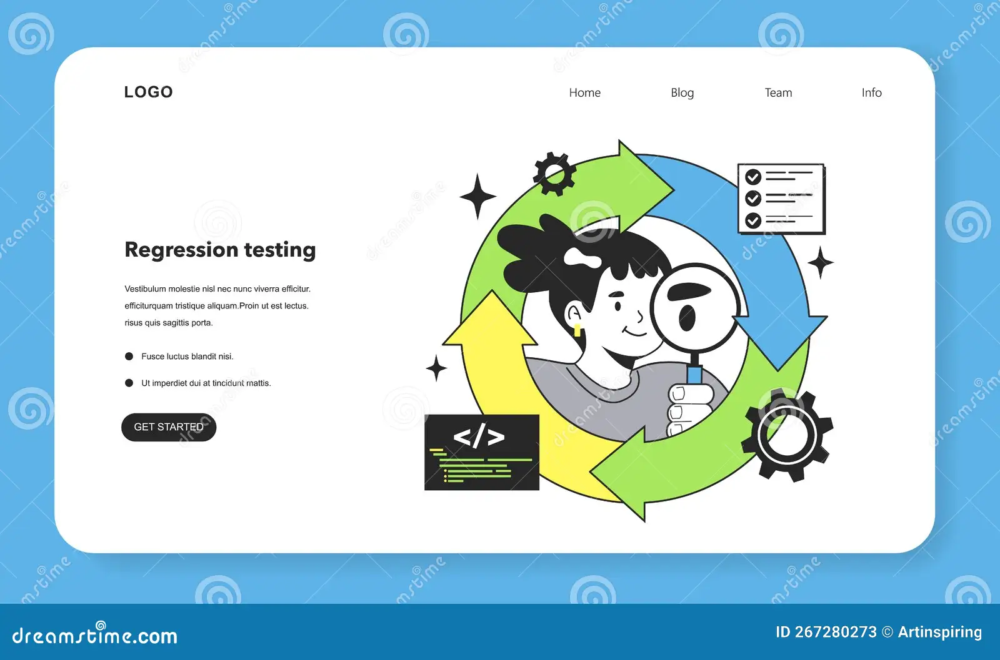 LOGO
Home
Blog
Team
Info
Regression testing
Vestibulum molestie nisl nec nunc viverra efficitur.
efficiturquam tristique aliquam.Proin ut est lectus.
risus quis sagittis porta.
Fusce luctus blandit nisi.
Ut imperdiet dui at tincidunt mattis.
GET STARTED
</>
dreamstime.com
ID 267280273 © Artinspiring